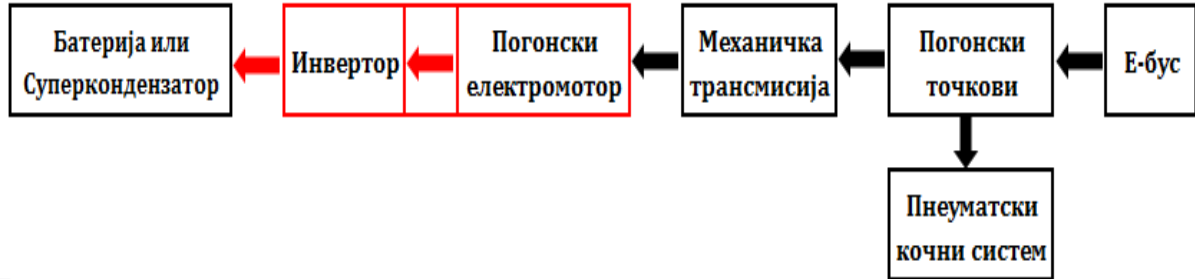 Батерија или
Суперкондензатор
Инвертор
Погонски
електромотор
Механичка
трансмисија
Погонски
точкови
Е-бус
Пнеуматски
кочни систем